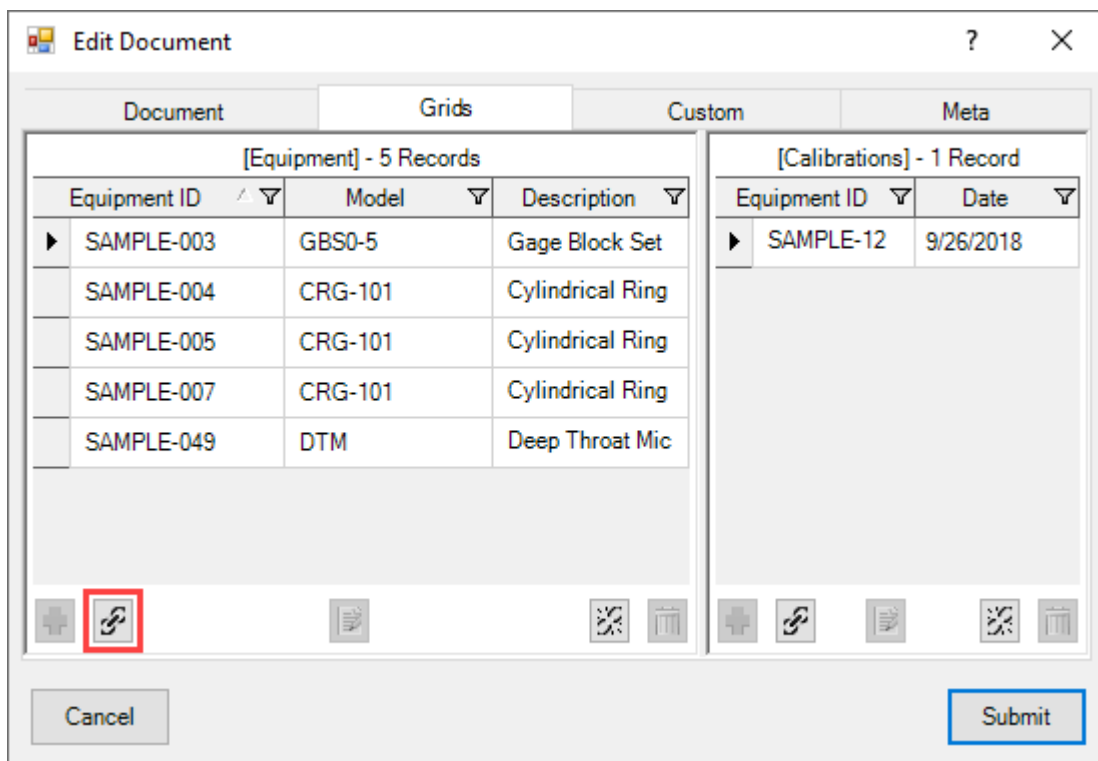 Edit Document ?
Document Grids Custom Meta
[Equipment] - 5 Records
Equipment ID Model Description
SAMPLE-003 GBS0-5 Gage Block Set
SAMPLE-004 CRG-101 Cylindrical Ring
SAMPLE-005 CRG-101 Cylindrical Ring
SAMPLE-007 CRG-101 Cylindrical Ring
SAMPLE-049 DTM Deep Throat Mic
[Calibrations] - 1 Record
Equipment ID Date
SAMPLE-12 9/26/2018
Cancel Submit